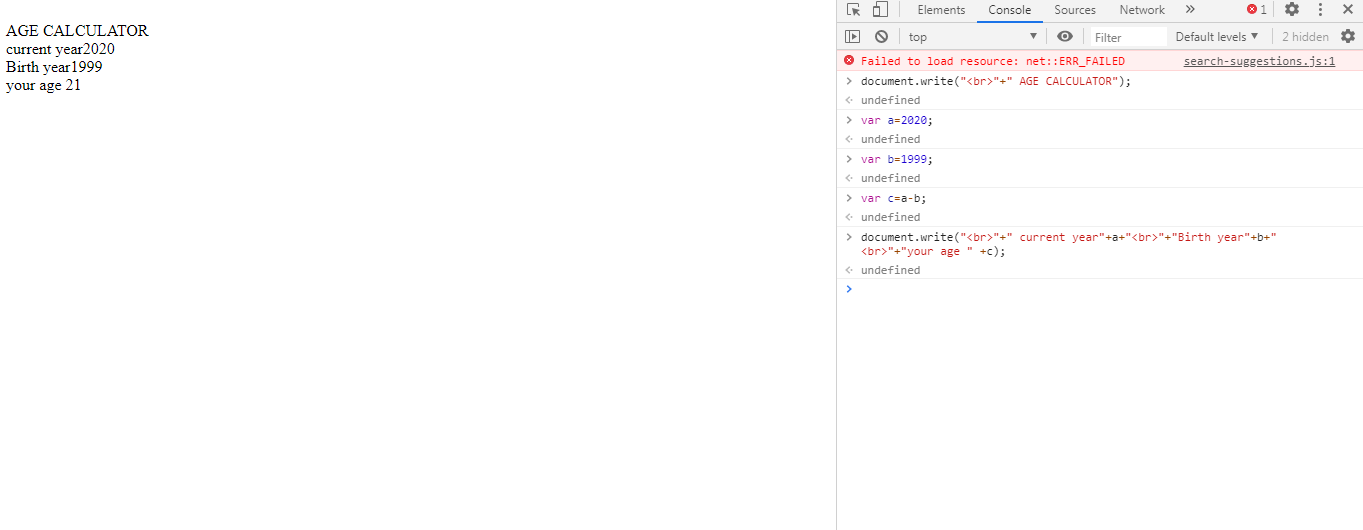 AGE CALCULATOR
current year2020
Birth year1999
your age 21
Elements Console Sources Network » 1
top ▼ Filter Default levels ▼ 2 hidden
Failed to load resource: net::ERR_FAILED search-suggestions.js:1
> document.write("<br>"+" AGE CALCULATOR");
undefined
> var a=2020;
undefined
> var b=1999;
undefined
> var c=a-b;
undefined
> document.write("<br>"+" current year"+a+"<br>"+"Birth year"+b+"
<br>"+"your age " +c);
undefined
>